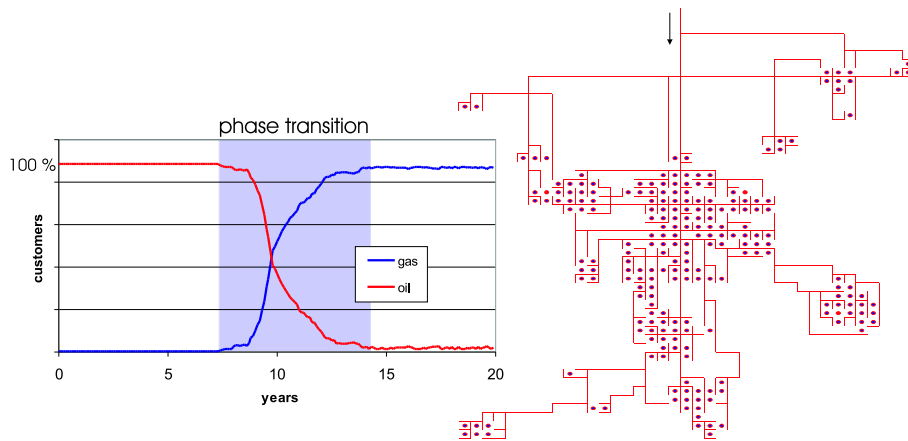 phase transition
100 %
customers
gas
oil
0
5
10
15
20
years